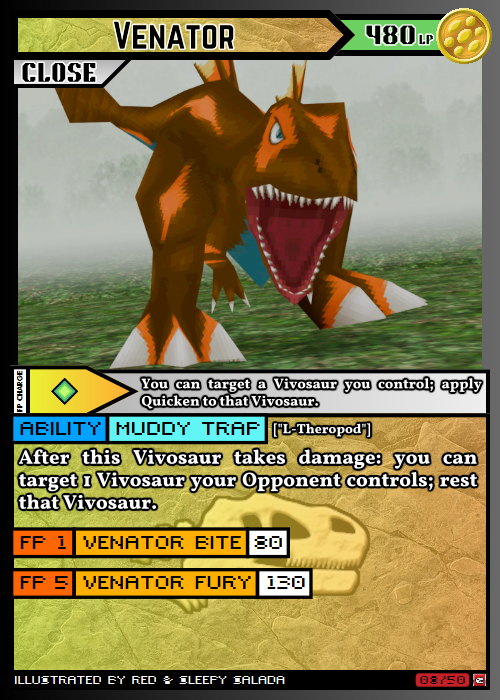 VENATOR
480 LP
CLOSE
FP CHARGE
You can target a Vivosaur you control; apply
Quicken to that Vivosaur.
ABILITY MUDDY TRAP ["L-Theropod"]
After this Vivosaur takes damage: you can
target 1 Vivosaur your Opponent controls; rest
that Vivosaur.
FP 1 VENATOR BITE 80
FP 5 VENATOR FURY 130
ILLUSTRATED BY RED & SLEEPY SALADA
08/50